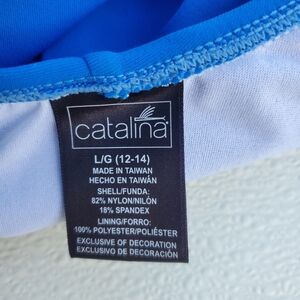 catalina
L/G (12-14)
MADE IN TAIWAN
HECHO EN TAIWÁN
SHELL/FUNDA:
82% NYLON/NILÓN
18% SPANDEX
LINING/FORRO:
100% POLYESTER/POLIÉSTER
EXCLUSIVE OF DECORATION
EXCLUSIVO DE DECORACIÓN